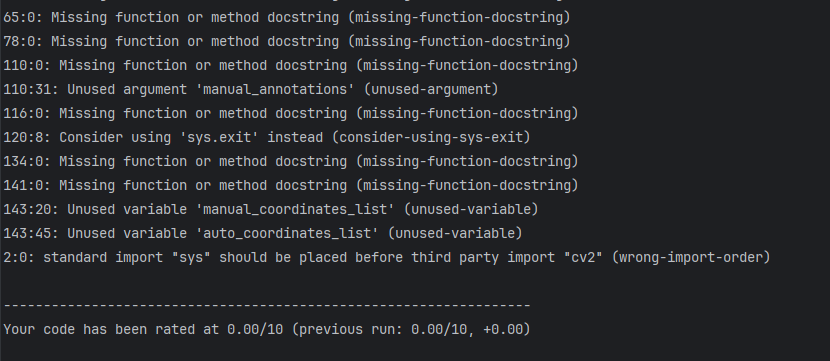 65:0: Missing function or method docstring (missing-function-docstring)
78:0: Missing function or method docstring (missing-function-docstring)
110:0: Missing function or method docstring (missing-function-docstring)
110:31: Unused argument 'manual_annotations' (unused-argument)
116:0: Missing function or method docstring (missing-function-docstring)
120:8: Consider using 'sys.exit' instead (consider-using-sys-exit)
134:0: Missing function or method docstring (missing-function-docstring)
141:0: Missing function or method docstring (missing-function-docstring)
143:20: Unused variable 'manual_coordinates_list' (unused-variable)
143:45: Unused variable 'auto_coordinates_list' (unused-variable)
2:0: standard import "sys" should be placed before third party import "cv2" (wrong-import-order)
------------------------------------------------------------------
Your code has been rated at 0.00/10 (previous run: 0.00/10, +0.00)